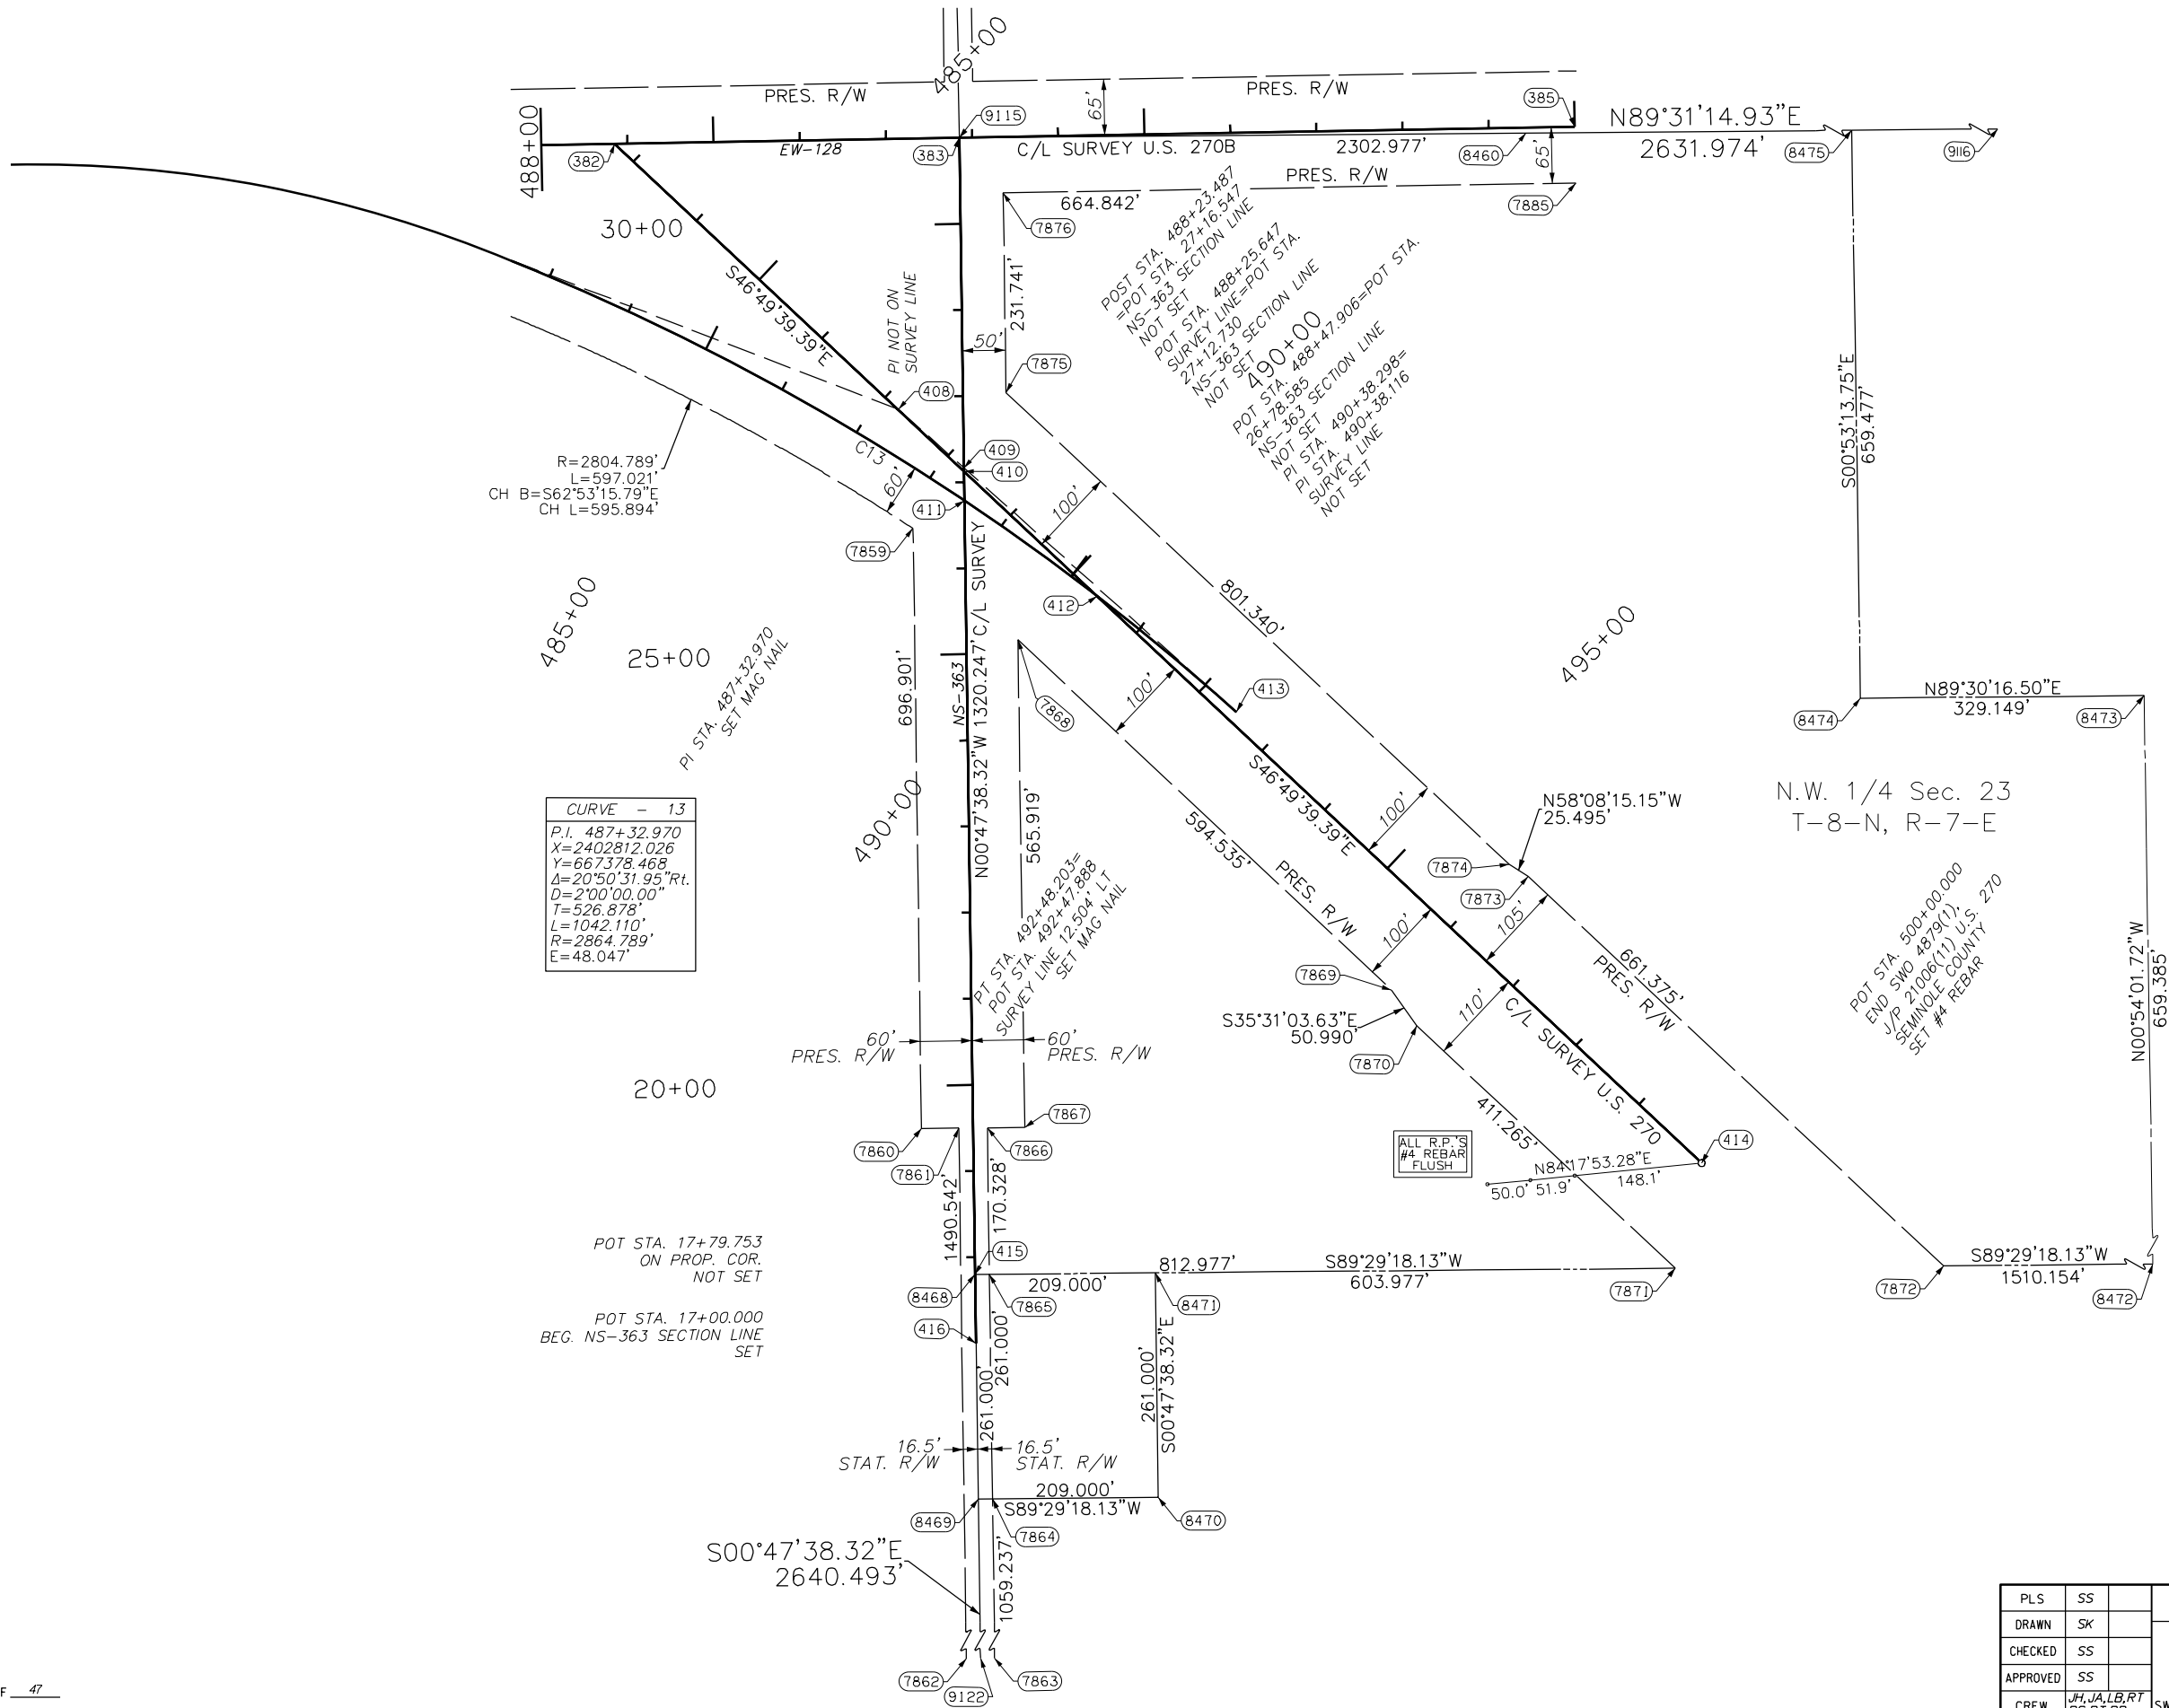 485+00
PRES. R/W
65'
PRES. R/W
385
N89°31'14.93"E
2631.974'
9115
488+00
382
EW-128
383
C/L SURVEY U.S. 270B
2302.977'
8460
65'
8475
9116
PRES. R/W
664.842'
7885
7876
30+00
S46°49'39.39"E
PI NOT ON
SURVEY LINE
231.741'
50'
7875
POST STA. 488+23.487
=POT STA. 27+16.547
NS-363 SECTION LINE
NOT SET
POT STA. 488+25.647
SURVEY LINE=POT STA.
27+12.730
NS-363 SECTION LINE
NOT SET
490+00
POT STA. 488+47.906=POT STA.
26+78.585
NS-363 SECTION LINE
NOT SET
PI STA. 490+38.298=
PI STA. 490+38.116
SURVEY LINE
NOT SET
408
S00°53'13.75"E
659.477'
R=2804.789'
L=597.021'
CH B=S62°53'15.79"E
CH L=595.894'
C13
60'
409
410
411
100'
7859
N00°47'38.32"W 1320.247' C/L SURVEY
412
801.340'
485+00
25+00
PI STA. 487+32.970
SET MAG NAIL
696.901'
NS-363
7868
100'
413
495+00
N89°30'16.50"E
329.149'
8474
8473
CURVE - 13
P.I. 487+32.970
X=2402812.026
Y=667378.468
Δ=20°50'31.95"Rt.
D=2°00'00.00"
T=526.878'
L=1042.110'
R=2864.789'
E=48.047'
490+00
565.919'
S46°49'39.39"E
594.535'
100'
N58°08'15.15"W
25.495'
N.W. 1/4 Sec. 23
T-8-N, R-7-E
7874
7873
PRES. R/W
100'
105'
PT STA. 492+48.203=
POT STA. 492+47.888
SURVEY LINE 12.504' LT
SET MAG NAIL
661.375'
PRES. R/W
POT STA. 500+00.000
END SWO 4879(1),
J/P 21006(11) U.S. 270
SEMINOLE COUNTY
SET #4 REBAR
N00°54'01.72"W
659.385'
7869
S35°31'03.63"E
50.990'
110'
7870
C/L SURVEY U.S. 270
60'
PRES. R/W
60'
PRES. R/W
20+00
411.265'
7867
7860
7861
7866
ALL R.P.'S
#4 REBAR
FLUSH
414
N84°17'53.28"E
50.0' 51.9' 148.1'
1490.542'
170.328'
POT STA. 17+79.753
ON PROP. COR.
NOT SET
415
812.977'
S89°29'18.13"W
209.000'
603.977'
S89°29'18.13"W
1510.154'
8468
7865
8471
7871
7872
8472
POT STA. 17+00.000
BEG. NS-363 SECTION LINE
SET
416
261.000'
261.000'
261.000'
S00°47'38.32"E
16.5'
STAT. R/W
16.5'
STAT. R/W
209.000'
S89°29'18.13"W
8469
7864
8470
S00°47'38.32"E
2640.493'
1059.237'
7862
9122
7863
PLS SS
DRAWN SK
CHECKED SS
APPROVED SS
CREW JH,JA,LB,RT
SW
F 47